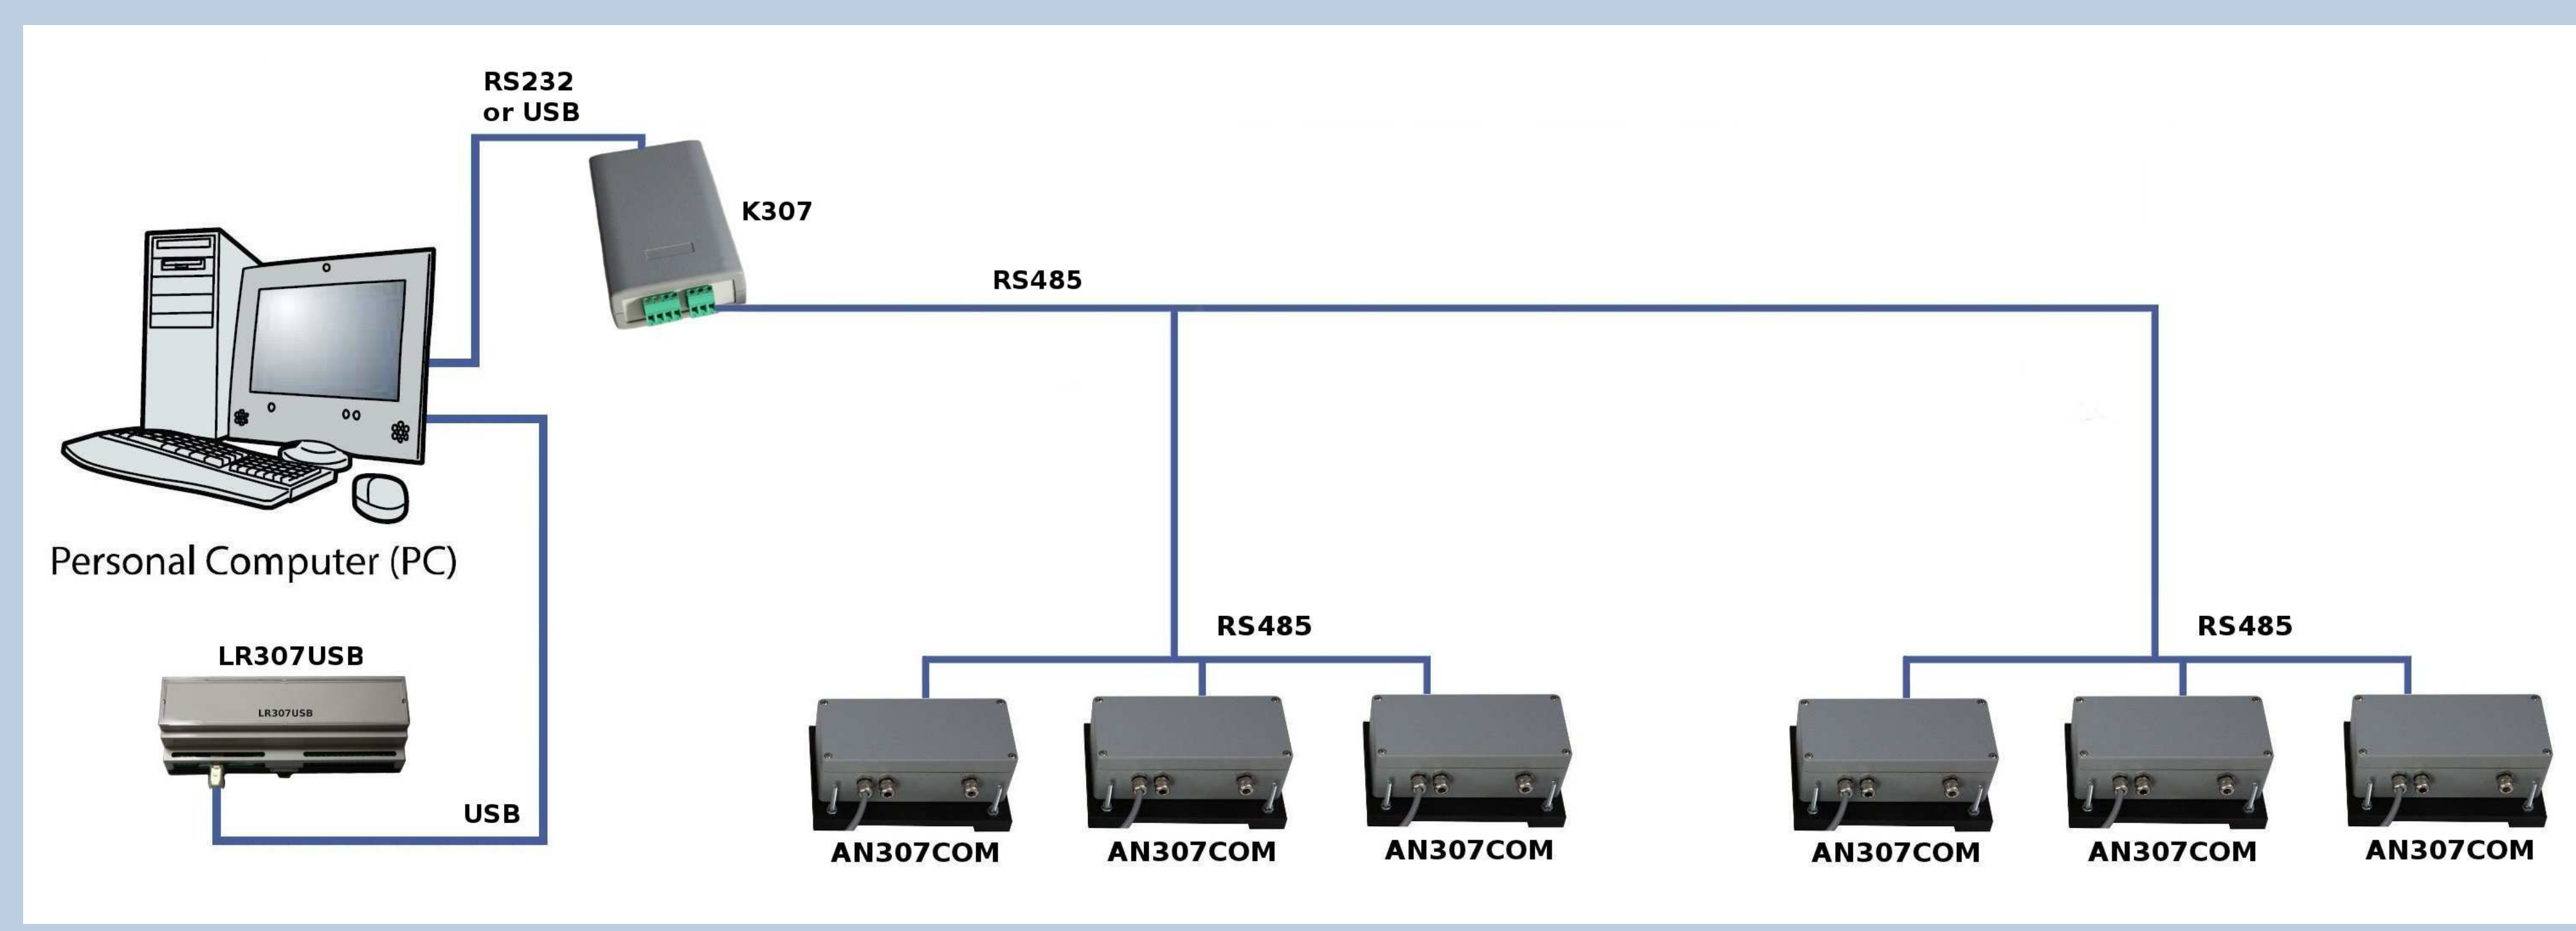 RS232
or USB
K307
RS485
Personal Computer (PC)
LR307USB
LR307USB
USB
RS485
RS485
AN307COM
AN307COM
AN307COM
AN307COM
AN307COM
AN307COM